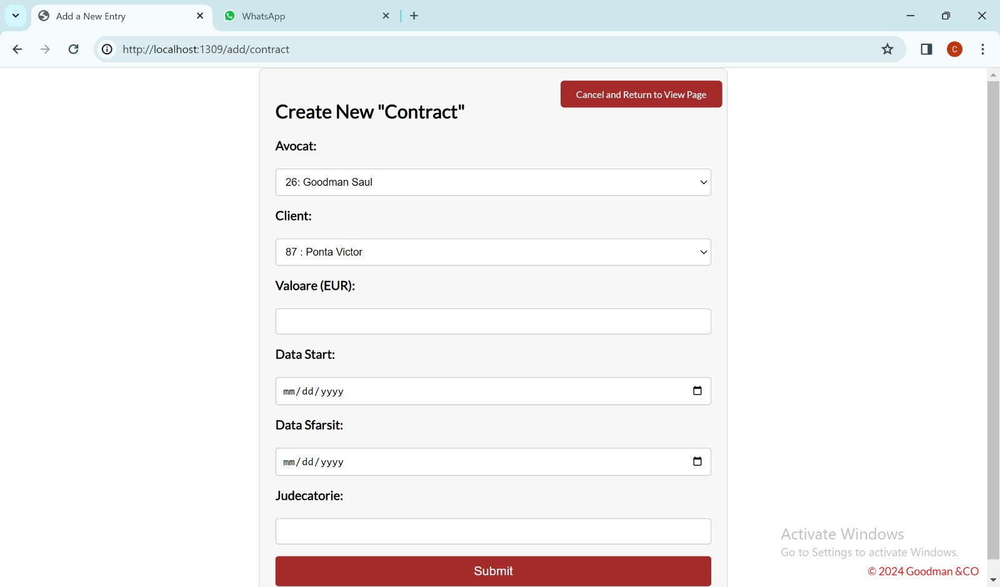 Add a New Entry
WhatsApp
http://localhost:1309/add/contract
C
Cancel and Return to View Page
Create New "Contract"
Avocat:
26: Goodman Saul
Client:
87 : Ponta Victor
Valoare (EUR):
Data Start:
mm/dd/yyyy
Data Sfarsit:
mm/dd/yyyy
Judecatorie:
Submit
Activate Windows
Go to Settings to activate Windows.
© 2024 Goodman &CO